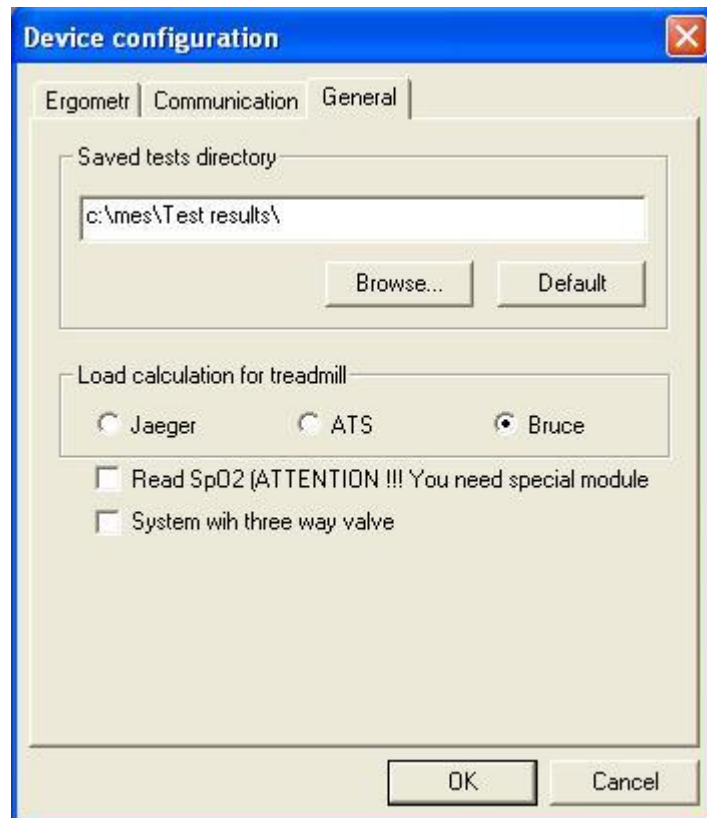 Device configuration
Ergometr Communication General
Saved tests directory
c:\mes\Test results\
Browse... Default
Load calculation for treadmill
Jaeger ATS Bruce
Read SpO2 (ATTENTION !!! You need special module
System wih three way valve
OK Cancel